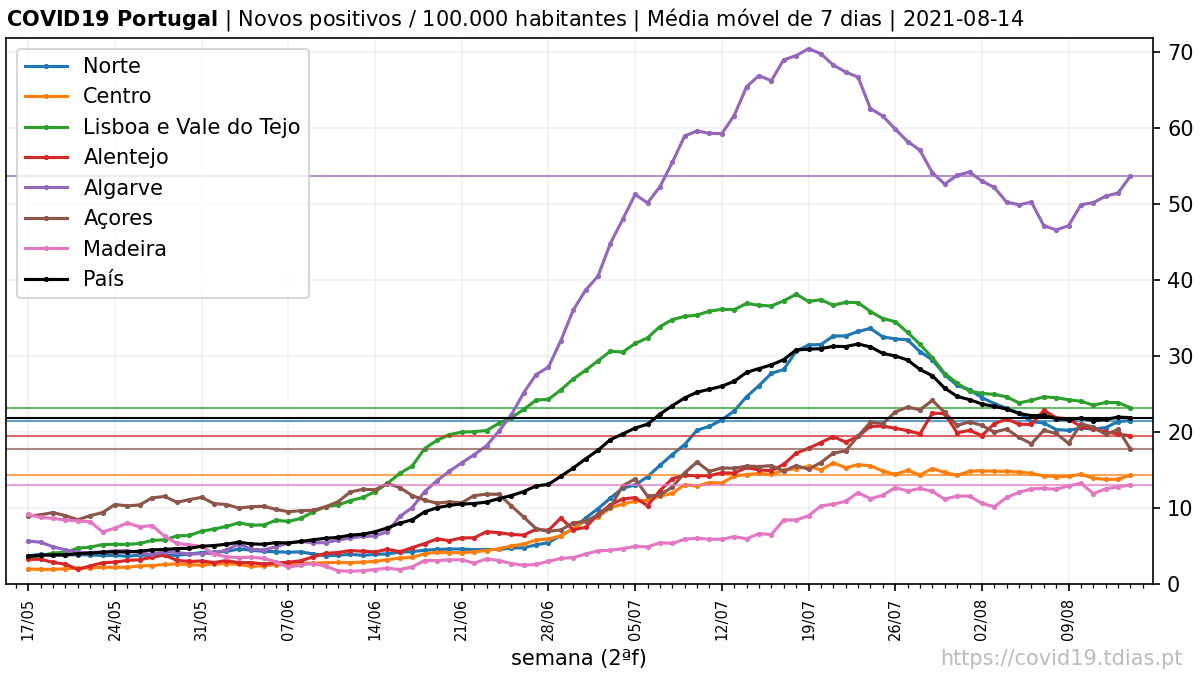 COVID19 Portugal | Novos positivos / 100.000 habitantes | Média móvel de 7 dias | 2021-08-14
Norte
Centro
Lisboa e Vale do Tejo
Alentejo
Algarve
Açores
Madeira
País
70
60
50
40
30
20
10
0
17/05
24/05
31/05
07/06
14/06
21/06
28/06
05/07
12/07
19/07
26/07
02/08
09/08
semana (2ªf)
https://covid19.tdias.pt